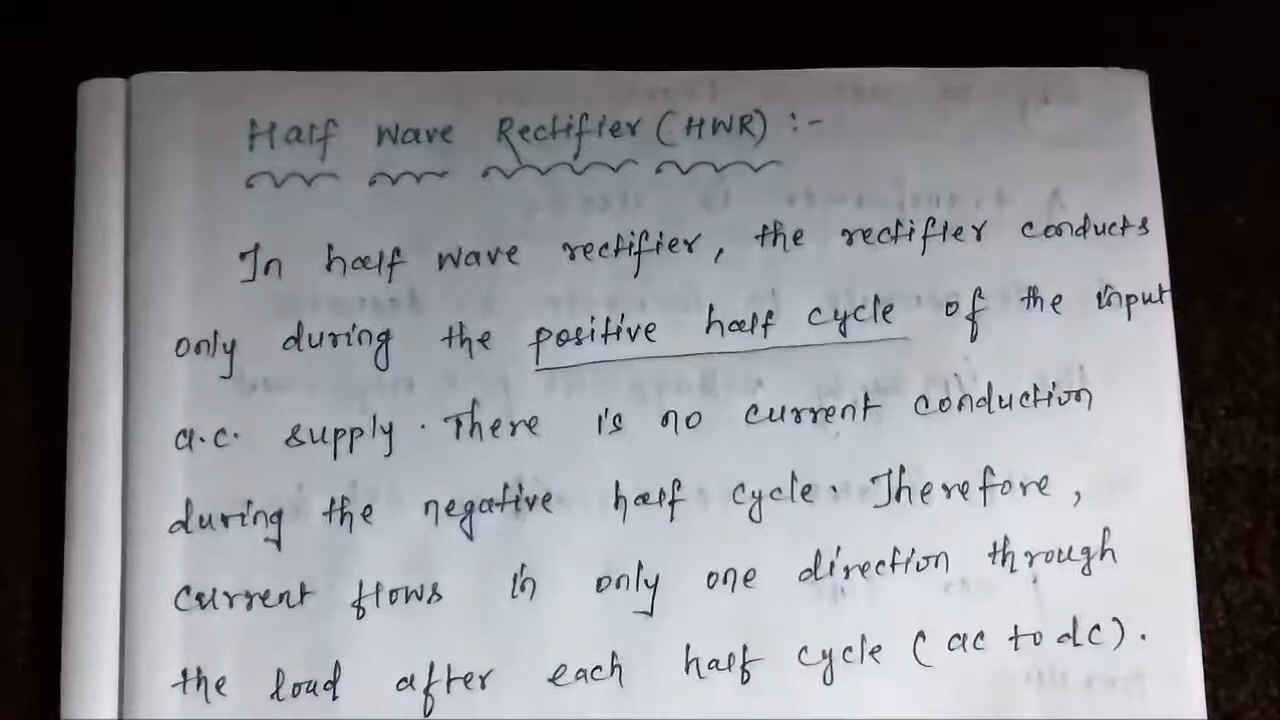 Half Wave Rectifier (HWR) :-
In half wave rectifier, the rectifier conducts
only during the positive half cycle of the input
a.c. supply. There is no current conduction
during the negative half cycle. Therefore,
current flows in only one direction through
the load after each half cycle (ac to dc).